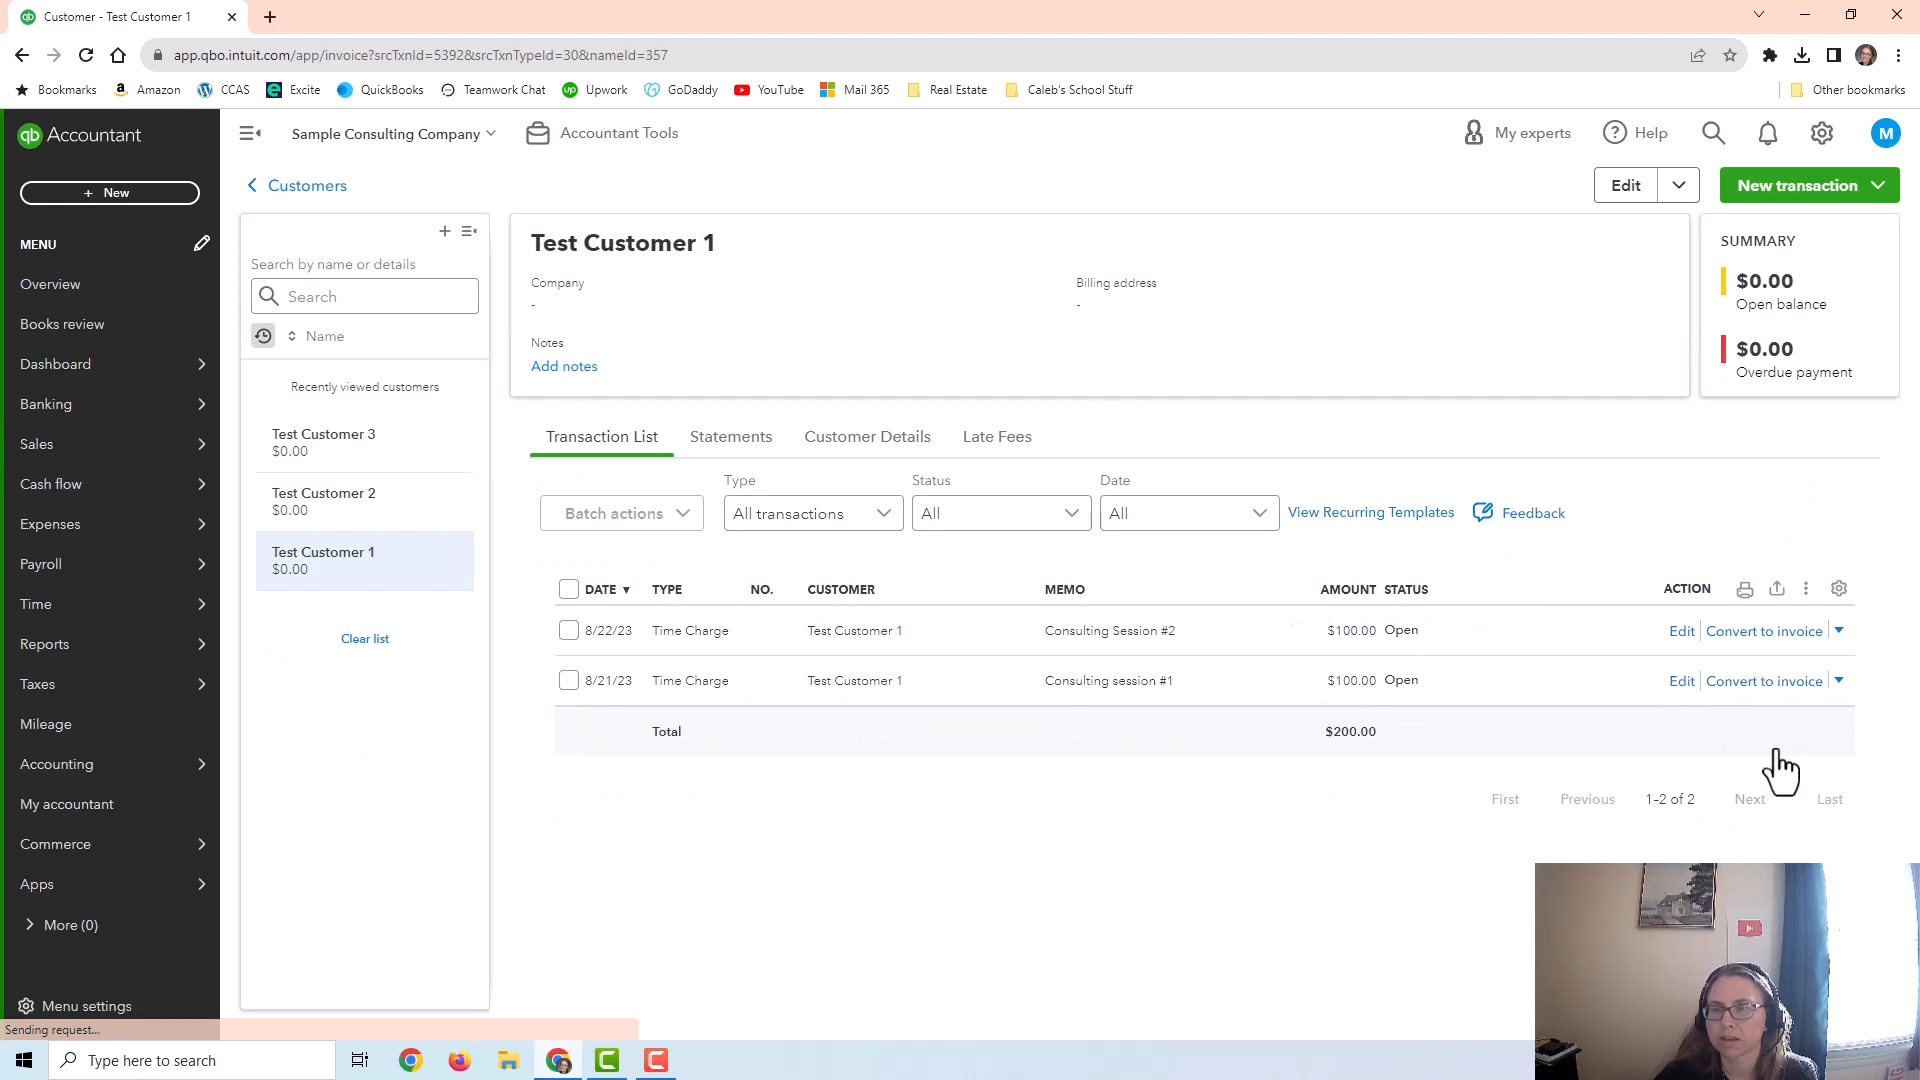 Customer - Test Customer 1
app.qbo.intuit.com/app/invoice?srcTxnId=5392&srcTxnTypeId=30&nameId=357
Bookmarks Amazon CCAS Excite QuickBooks Teamwork Chat Upwork GoDaddy YouTube Mail 365 Real Estate Caleb's School Stuff Other bookmarks
qb Accountant
Sample Consulting Company Accountant Tools My experts Help M
+ New
Customers
Edit New transaction
MENU
Overview
Books review
Dashboard
Banking
Sales
Cash flow
Expenses
Payroll
Time
Reports
Taxes
Mileage
Accounting
My accountant
Commerce
Apps
More (0)
Menu settings
Sending request...
Search by name or details
Search
Name
Recently viewed customers
Test Customer 3
$0.00
Test Customer 2
$0.00
Test Customer 1
$0.00
Clear list
Test Customer 1
Company Billing address
- -
Notes
Add notes
SUMMARY
$0.00
Open balance
$0.00
Overdue payment
Transaction List Statements Customer Details Late Fees
Type Status Date
Batch actions All transactions All All View Recurring Templates Feedback
DATE ▼ TYPE NO. CUSTOMER MEMO AMOUNT STATUS ACTION
8/22/23 Time Charge Test Customer 1 Consulting Session #2 $100.00 Open Edit Convert to invoice
8/21/23 Time Charge Test Customer 1 Consulting session #1 $100.00 Open Edit Convert to invoice
Total $200.00
First Previous 1-2 of 2 Next Last
Type here to search